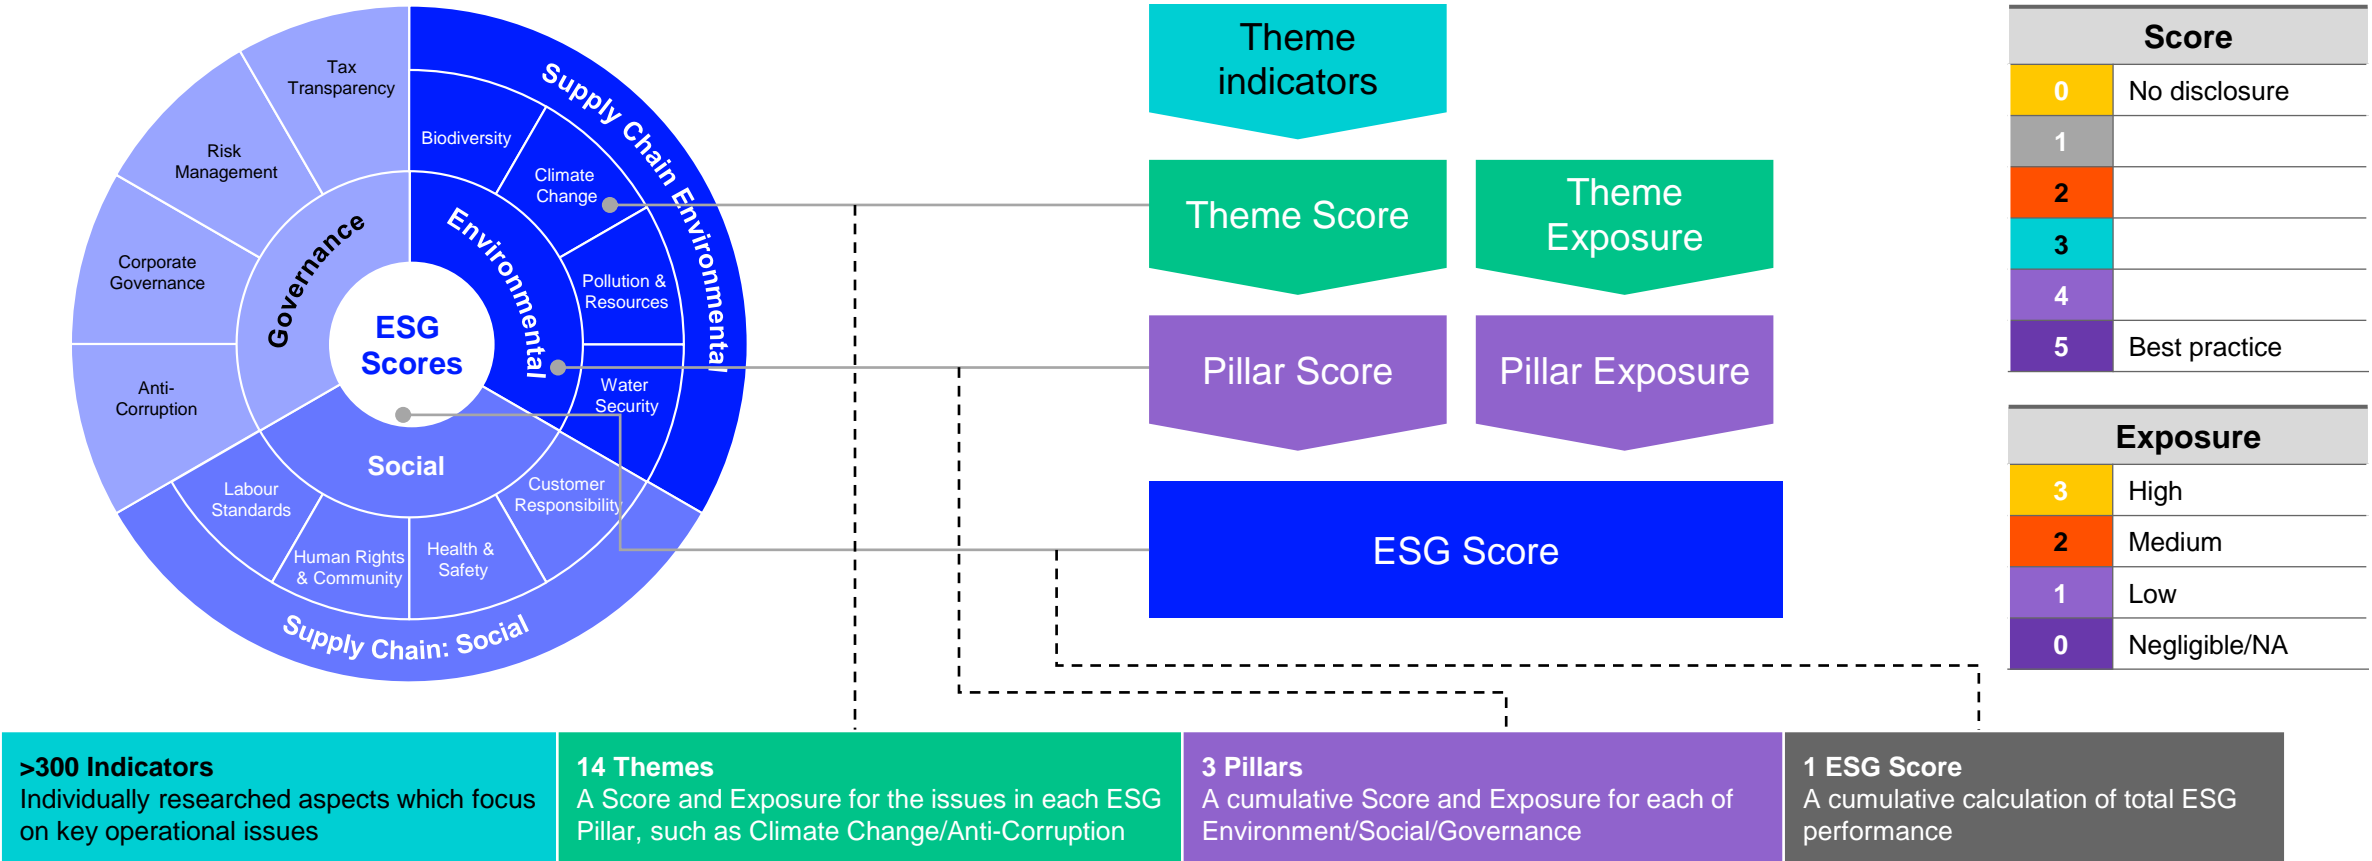 Tax
Transparency
Risk
Management
Corporate
Governance
Anti-
Corruption
Governance
ESG
Scores
Environmental
Biodiversity
Climate
Change
Pollution &
Resources
Water
Security
Supply Chain Environmental
Social
Labour
Standards
Human Rights
& Community
Health &
Safety
Customer
Responsibility
Supply Chain: Social
Theme
indicators
Theme Score
Theme
Exposure
Pillar Score
Pillar Exposure
ESG Score
Score
0 No disclosure
1
2
3
4
5 Best practice
Exposure
3 High
2 Medium
1 Low
0 Negligible/NA
>300 Indicators
Individually researched aspects which focus
on key operational issues
14 Themes
A Score and Exposure for the issues in each ESG
Pillar, such as Climate Change/Anti-Corruption
3 Pillars
A cumulative Score and Exposure for each of
Environment/Social/Governance
1 ESG Score
A cumulative calculation of total ESG
performance